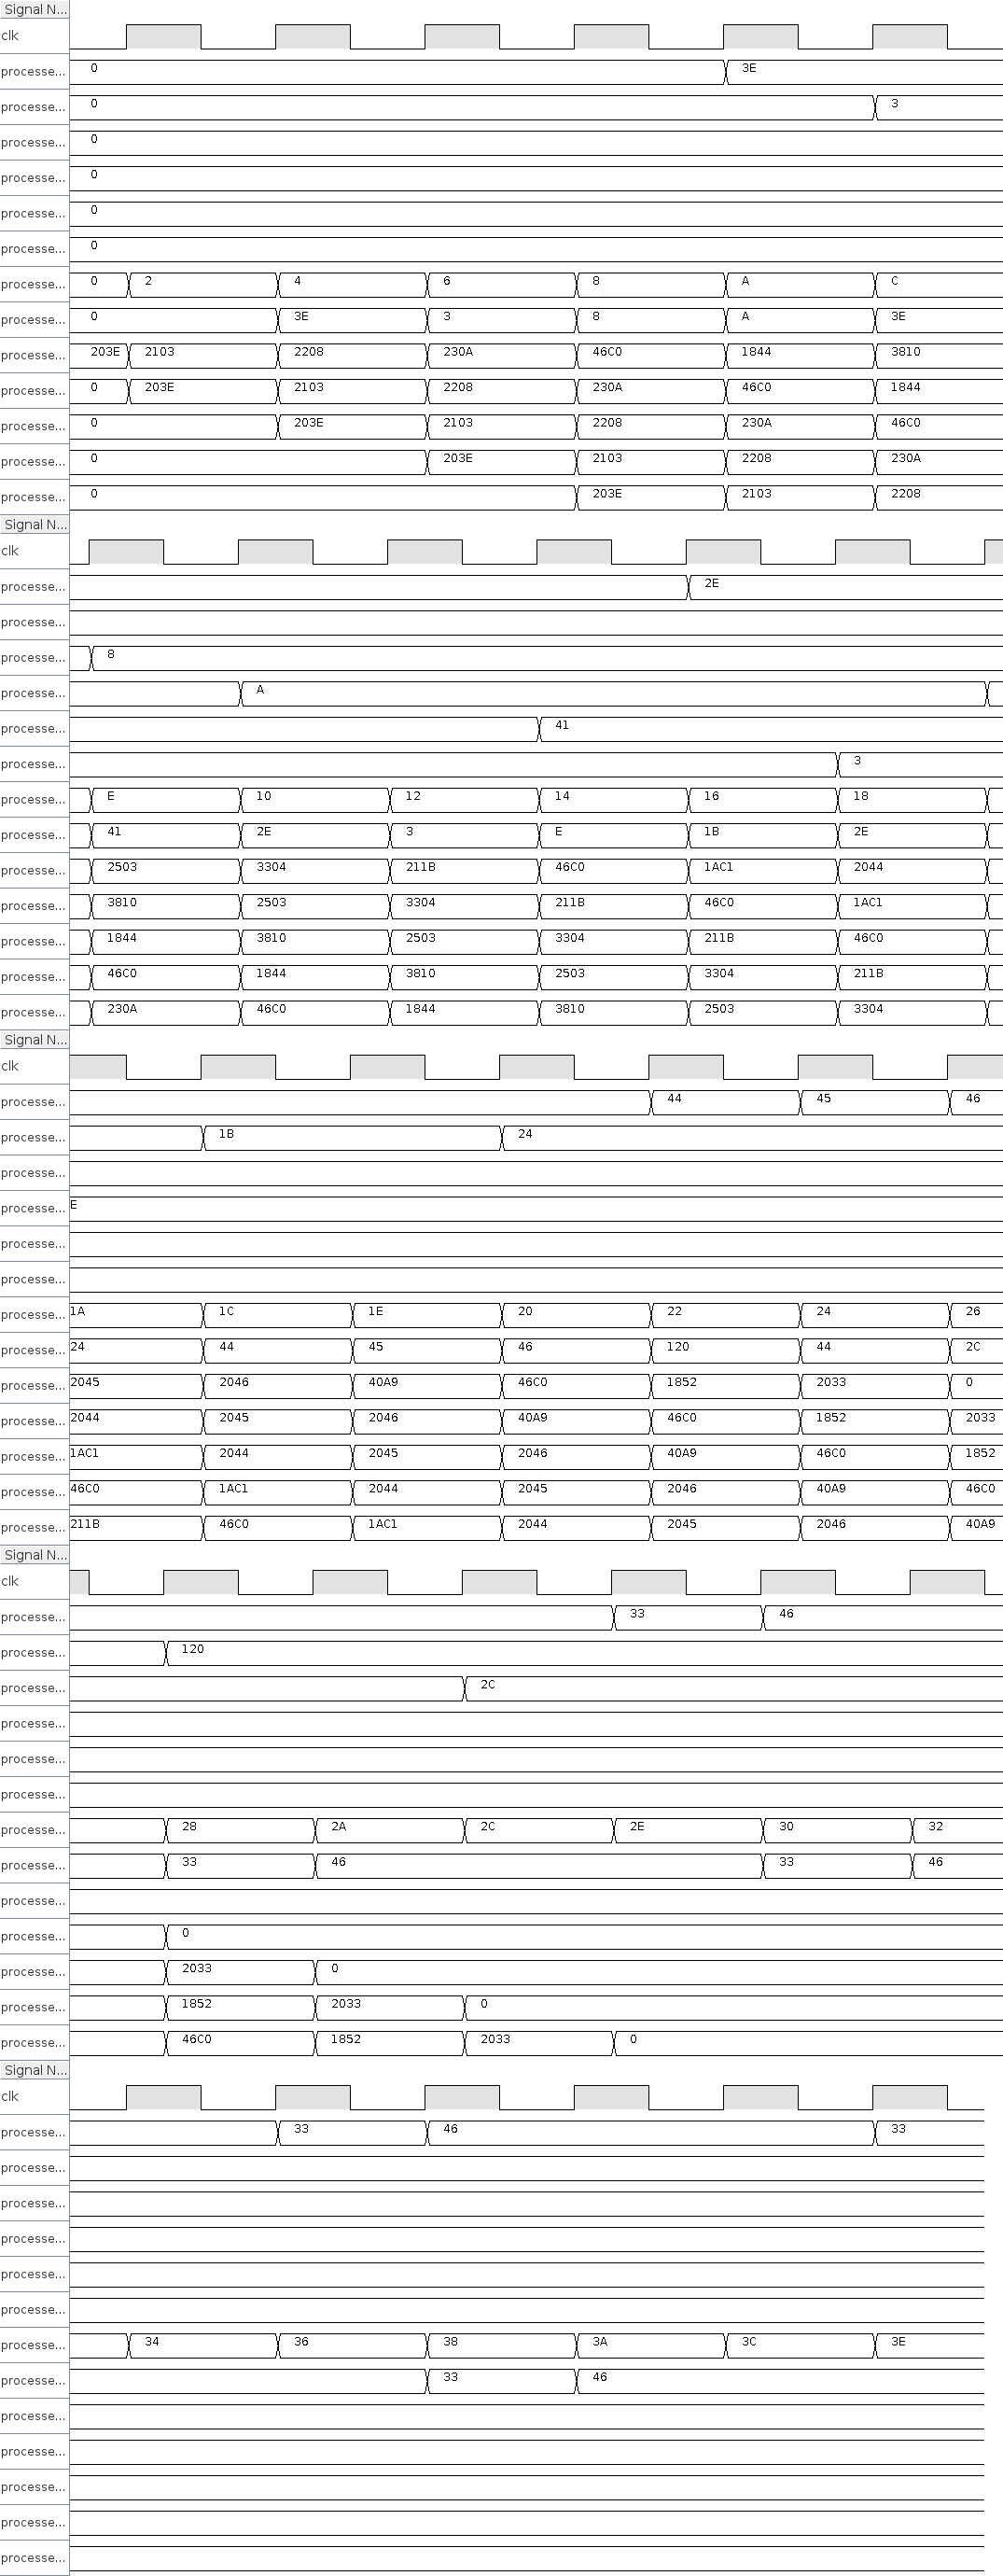 Signal N...
clk
processe... 0 3E
processe... 0 3
processe... 0
processe... 0
processe... 0
processe... 0
processe... 0 2 4 6 8 A C
processe... 0 3E 3 8 A 3E
processe... 203E 2103 2208 230A 46C0 1844 3810
processe... 0 203E 2103 2208 230A 46C0 1844
processe... 0 203E 2103 2208 230A 46C0
processe... 0 203E 2103 2208 230A
processe... 0 203E 2103 2208
Signal N...
clk
processe... 2E
processe...
processe... 8
processe... A
processe... 41
processe... 3
processe... E 10 12 14 16 18
processe... 41 2E 3 E 1B 2E
processe... 2503 3304 211B 46C0 1AC1 2044
processe... 3810 2503 3304 211B 46C0 1AC1
processe... 1844 3810 2503 3304 211B 46C0
processe... 46C0 1844 3810 2503 3304 211B
processe... 230A 46C0 1844 3810 2503 3304
Signal N...
clk
processe... 44 45 46
processe... 1B 24
processe...
processe... E
processe...
processe...
processe... 1A 1C 1E 20 22 24 26
processe... 24 44 45 46 120 44 2C
processe... 2045 2046 40A9 46C0 1852 2033 0
processe... 2044 2045 2046 40A9 46C0 1852 2033
processe... 1AC1 2044 2045 2046 40A9 46C0 1852
processe... 46C0 1AC1 2044 2045 2046 40A9 46C0
processe... 211B 46C0 1AC1 2044 2045 2046 40A9
Signal N...
clk
processe... 33 46
processe... 120
processe... 2C
processe...
processe...
processe...
processe... 28 2A 2C 2E 30 32
processe... 33 46 33 46
processe...
processe... 0
processe... 2033 0
processe... 1852 2033 0
processe... 46C0 1852 2033 0
Signal N...
clk
processe... 33 46 33
processe...
processe...
processe...
processe...
processe...
processe... 34 36 38 3A 3C 3E
processe... 33 46
processe...
processe...
processe...
processe...
processe...